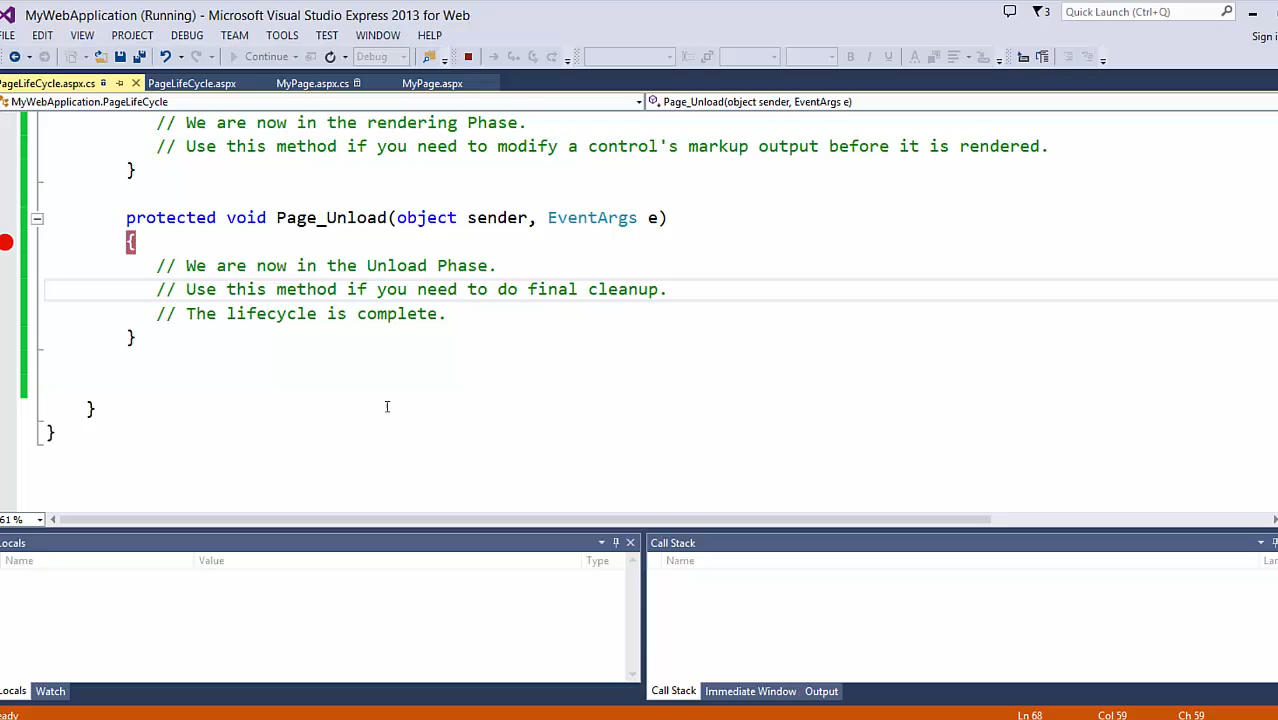 MyWebApplication (Running) - Microsoft Visual Studio Express 2013 for Web
3
Quick Launch (Ctrl+Q)
FILE EDIT VIEW PROJECT DEBUG TEAM TOOLS TEST WINDOW HELP
Sign i
Continue Debug
B I U A
PageLifeCycle.aspx.cs PageLifeCycle.aspx MyPage.aspx.cs MyPage.aspx
MyWebApplication.PageLifeCycle Page_Unload(object sender, EventArgs e)
// We are now in the rendering Phase.
// Use this method if you need to modify a control's markup output before it is rendered.
}
protected void Page_Unload(object sender, EventArgs e)
{
// We are now in the Unload Phase.
// Use this method if you need to do final cleanup.
// The lifecycle is complete.
}
}
}
61 %
Locals Call Stack
Name Value Type Name Lar
Locals Watch Call Stack Immediate Window Output
eady Ln 68 Col 59 Ch 59